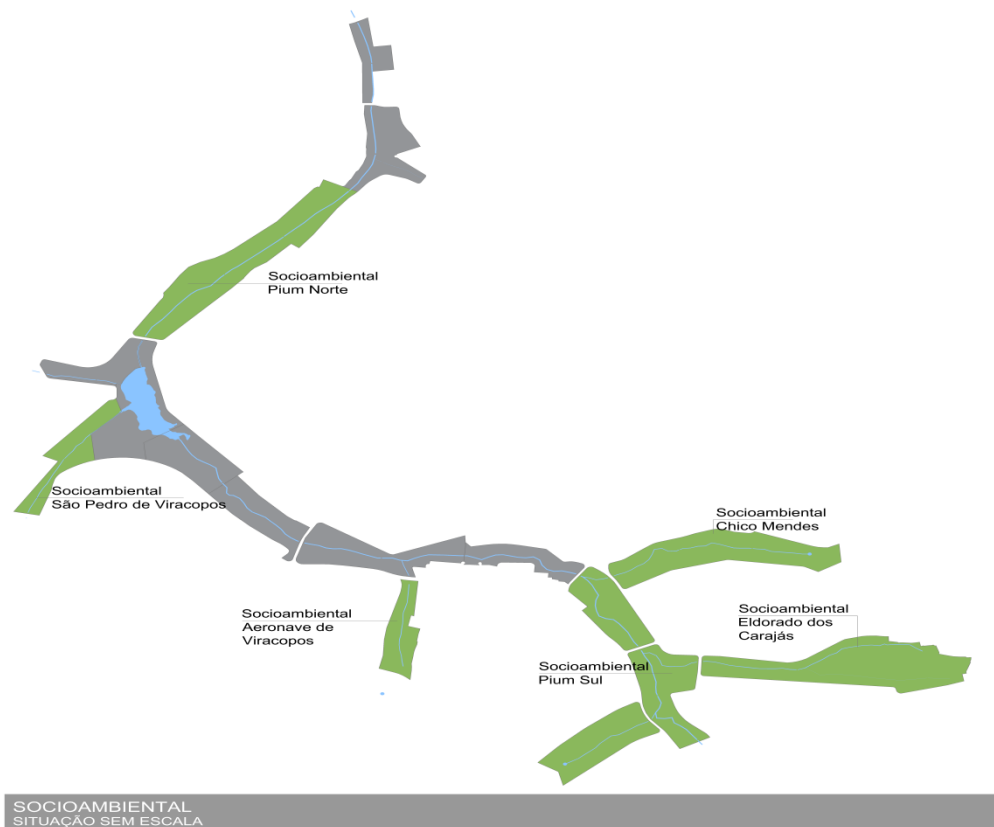 Socioambiental
Pium Norte
Socioambiental
São Pedro de Viracopos
Socioambiental
Chico Mendes
Socioambiental
Aeronave de
Viracopos
Socioambiental
Eldorado dos
Carajás
Socioambiental
Pium Sul
SOCIOAMBIENTAL
SITUAÇÃO SEM ESCALA